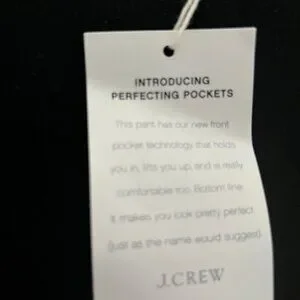 INTRODUCING
PERFECTING POCKETS
This pant has our new front
pocket technology that holds
you in, lifts you up, and is really
comfortable too. Bottom line
it makes you look pretty perfect
(just as the name would suggest).
J.CREW